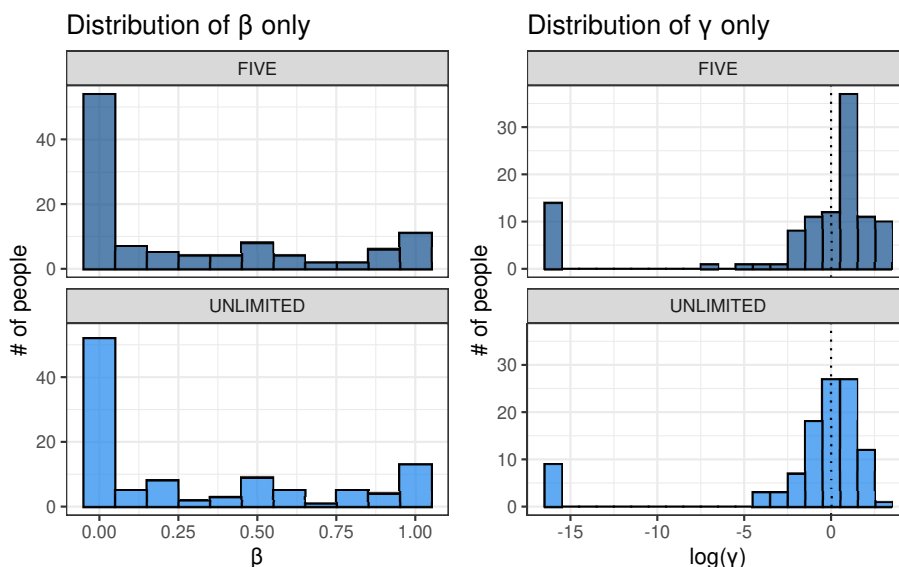 Distribution of β only
FIVE
# of people
0
20
40
UNLIMITED
0
20
40
0.00
0.25
0.50
0.75
1.00
β
Distribution of γ only
FIVE
# of people
0
10
20
30
UNLIMITED
# of people
0
10
20
30
-15
-10
-5
0
log(γ)